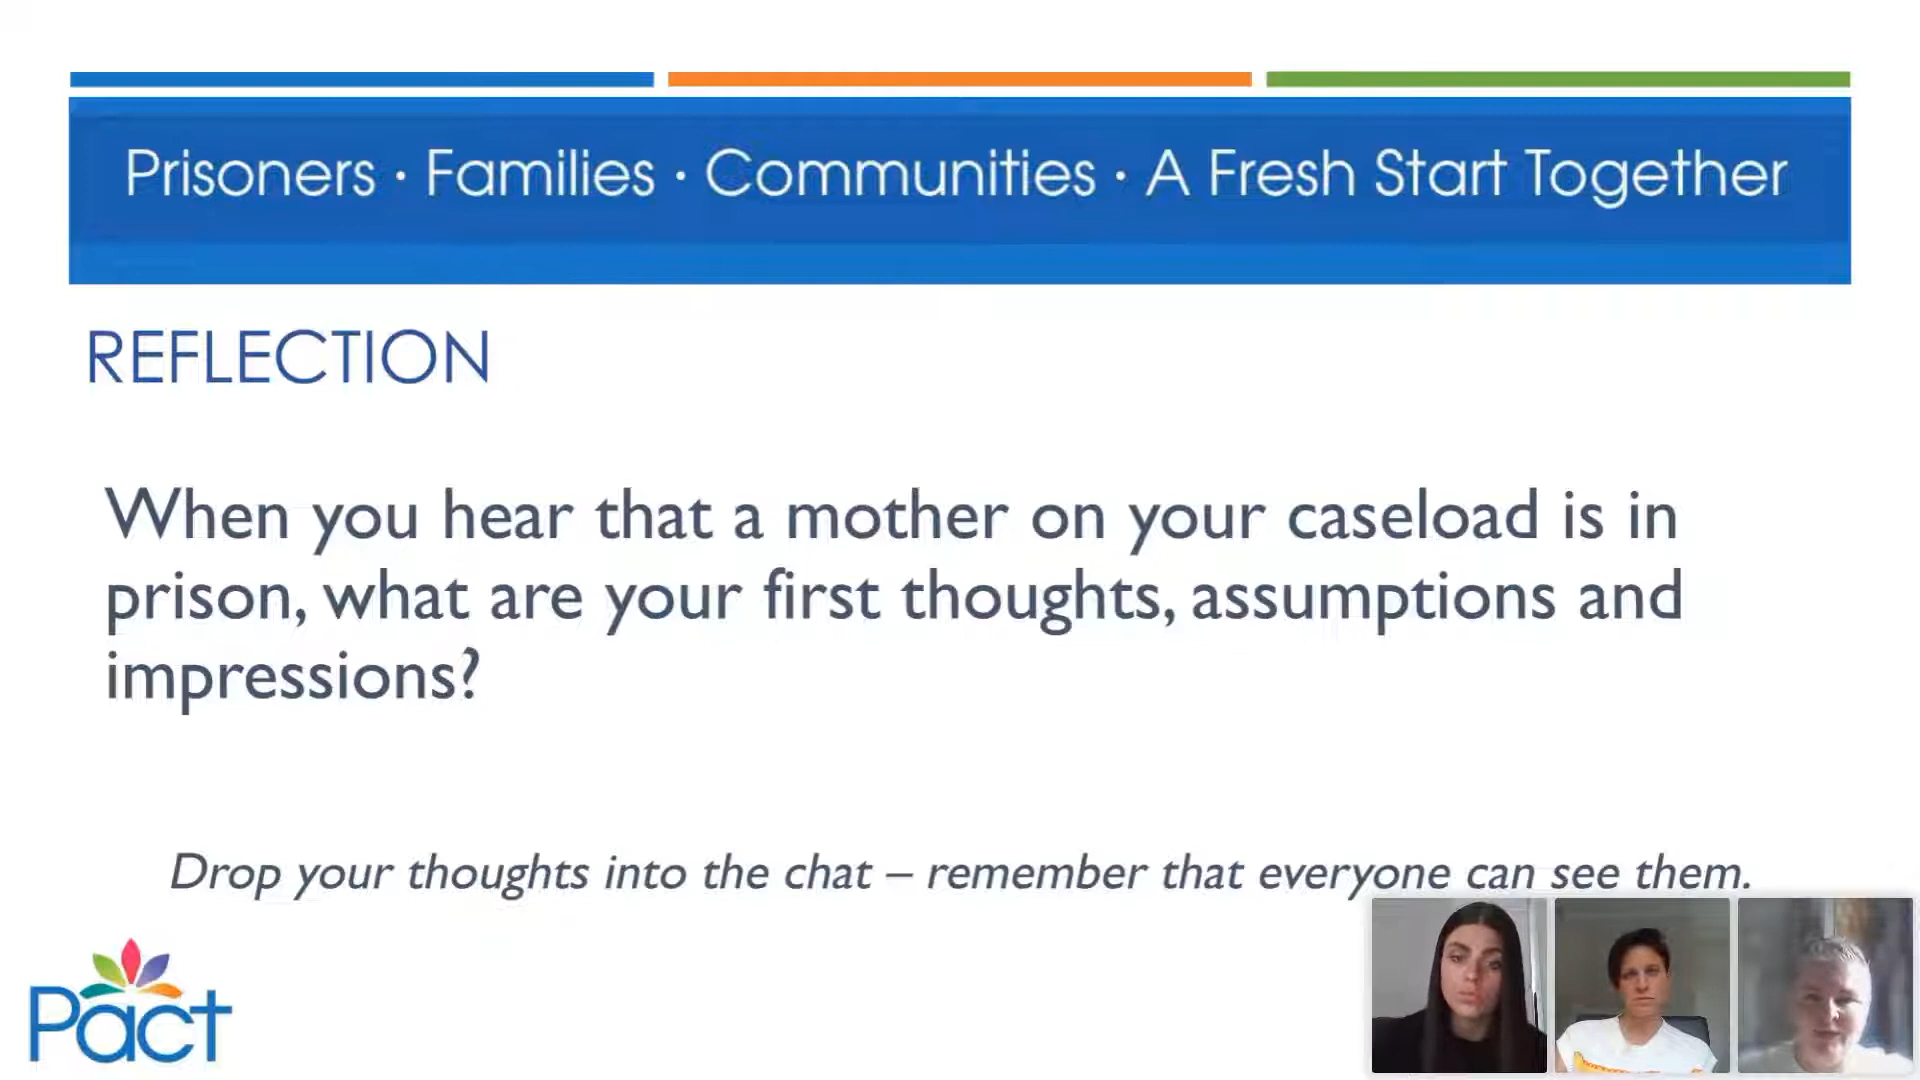 Prisoners · Families · Communities · A Fresh Start Together
REFLECTION
When you hear that a mother on your caseload is in
prison, what are your first thoughts, assumptions and
impressions?
Drop your thoughts into the chat – remember that everyone can see them.
Pact